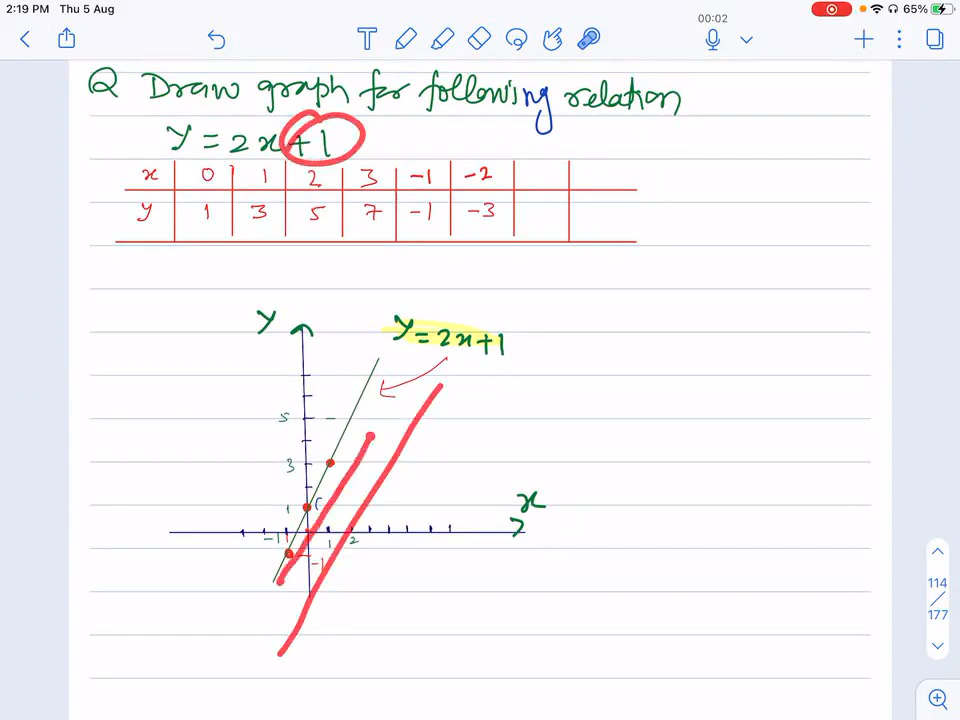 2:19 PM Thu 5 Aug
65%
00:02
T
Q Draw graph for following relation
y = 2x+1
x 0 1 2 3 -1 -2
y 1 3 5 7 -1 -3
y
y=2x+1
5
3
1
x
-1 1 2
-1
114
177